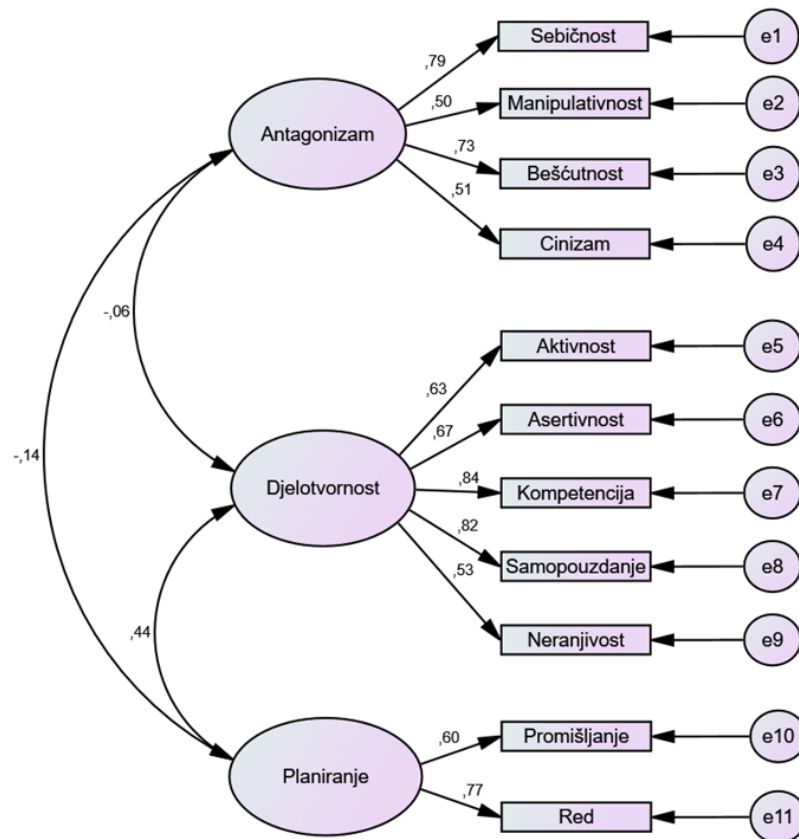 Sebičnost
e1
,79
Manipulativnost
e2
,50
Antagonizam
Bešćutnost
e3
,73
,51
Cinizam
e4
-,06
Aktivnost
e5
,63
Asertivnost
e6
,67
-,14
Djelotvornost
,84
Kompetencija
e7
,82
Samopouzdanje
e8
,53
Neranjivost
e9
,44
Promišljanje
e10
,60
Planiranje
,77
Red
e11